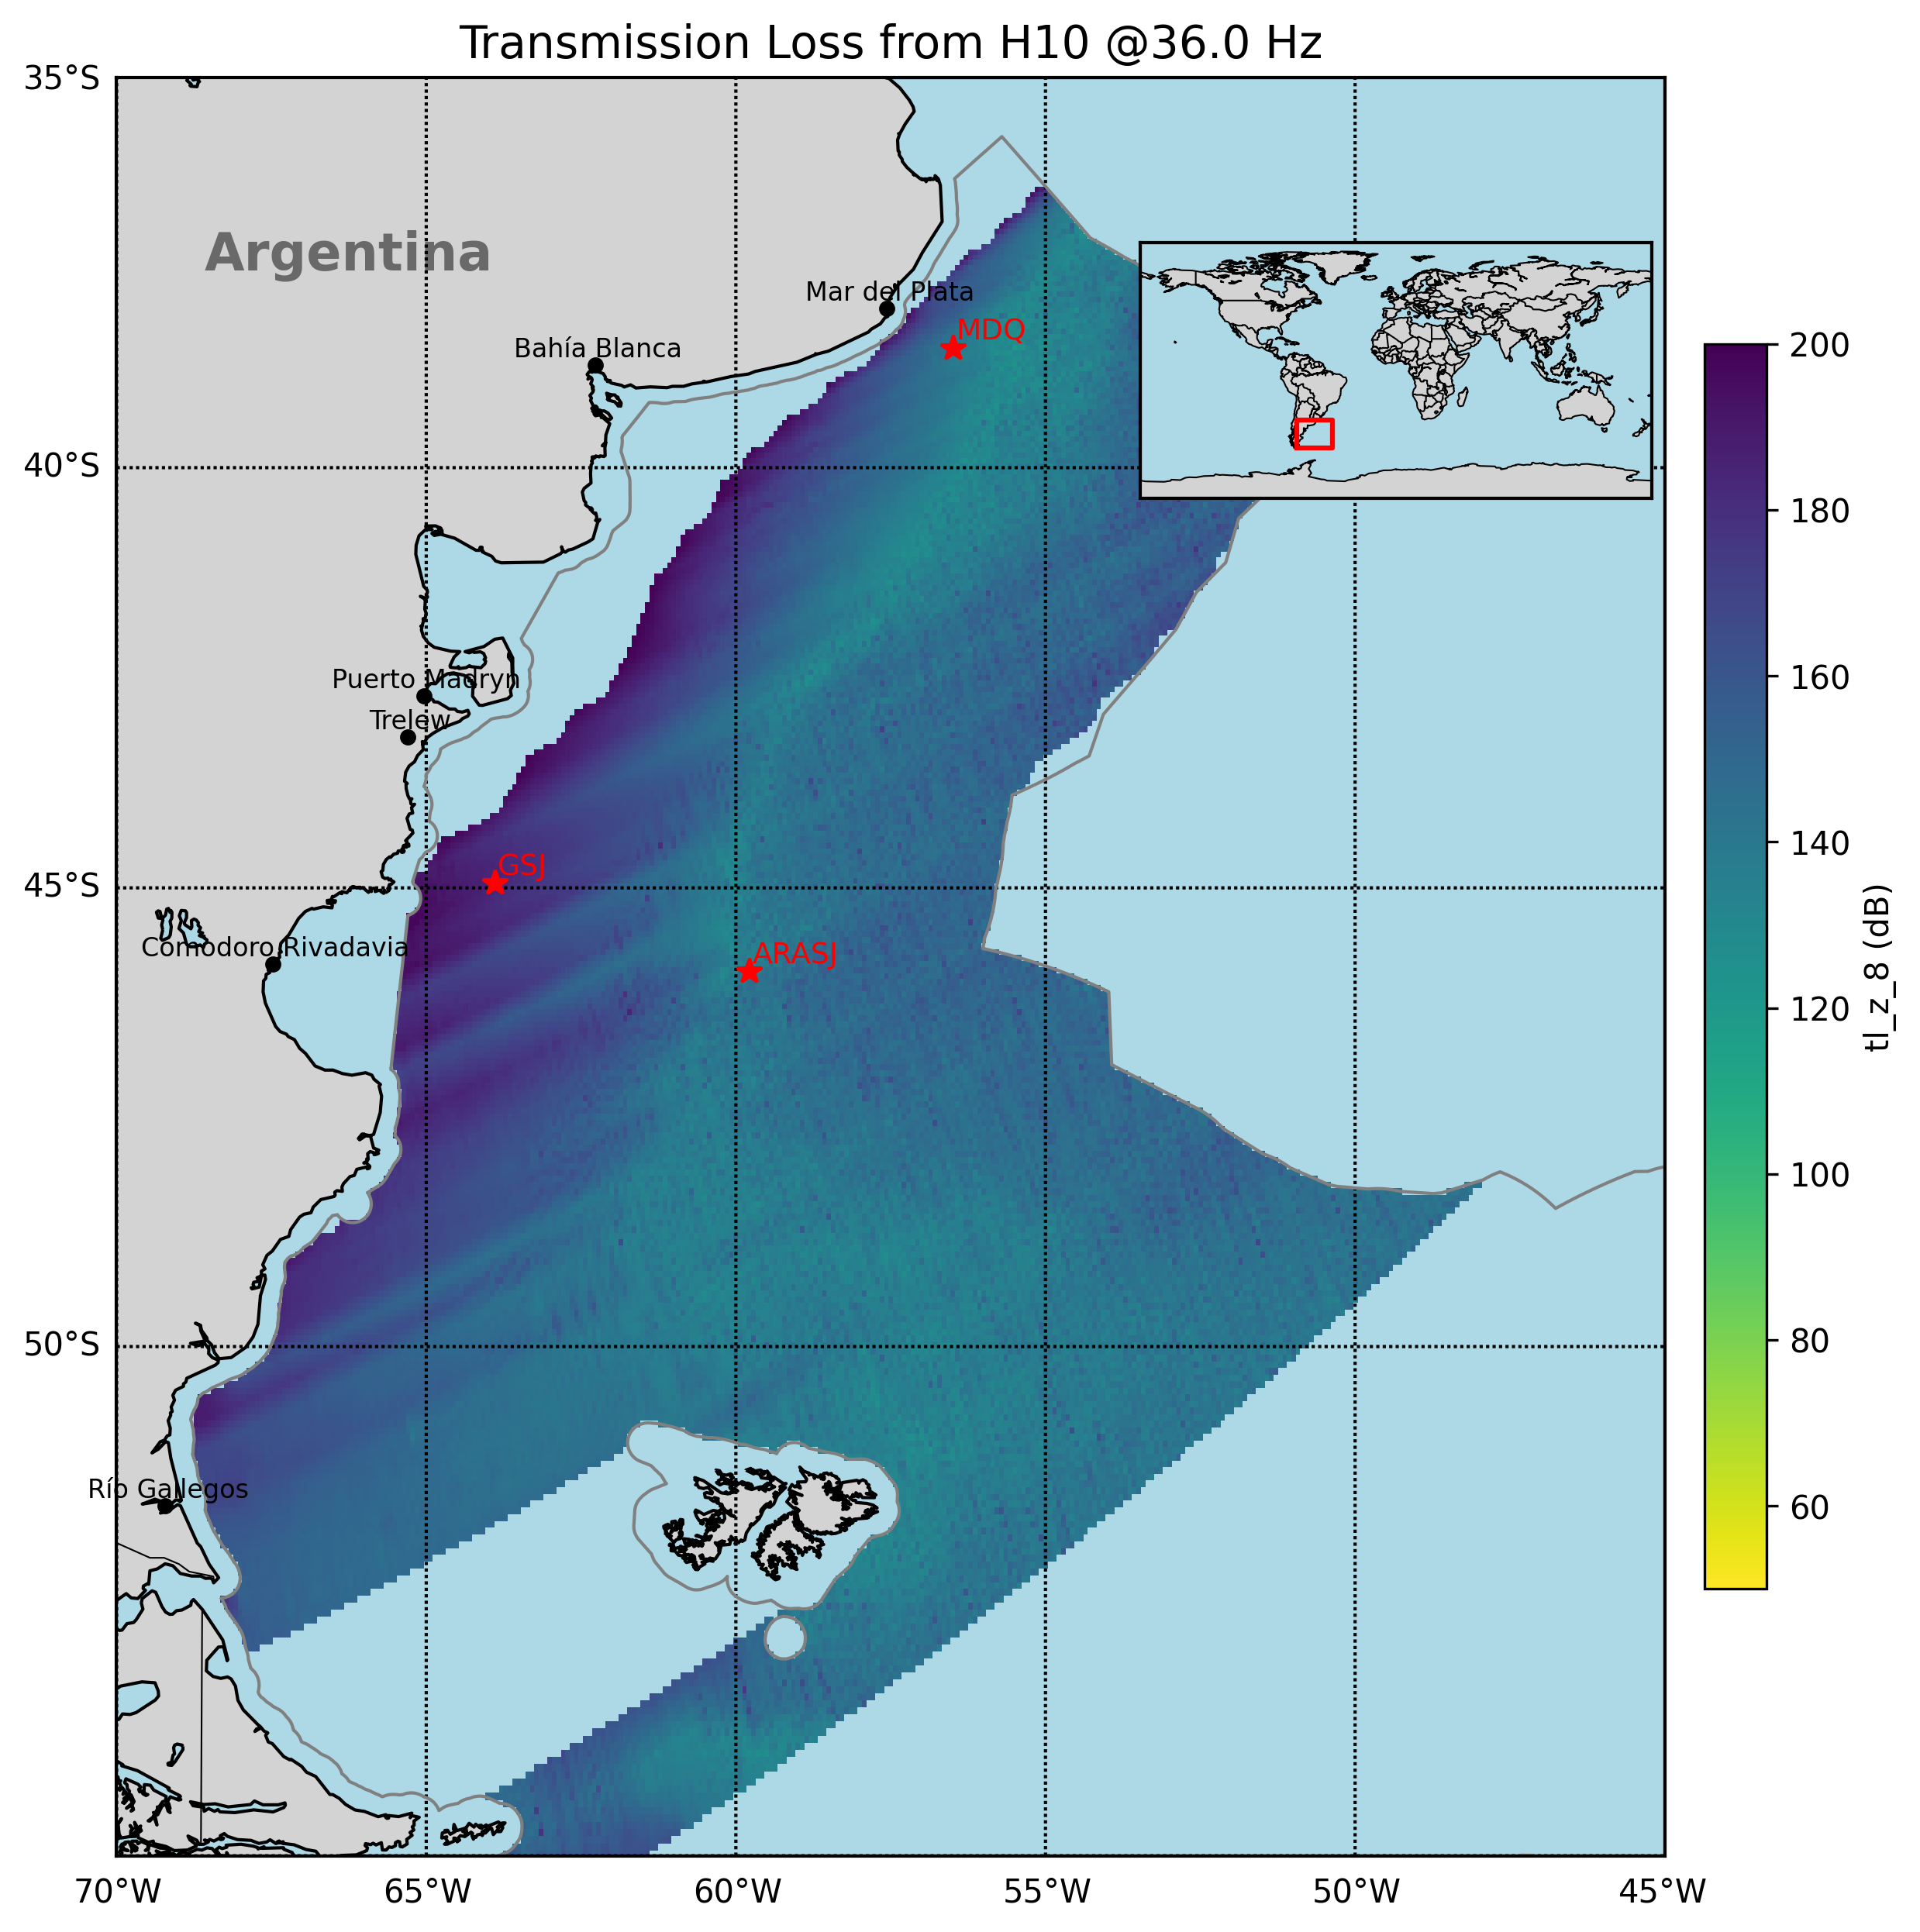 Transmission Loss from H10 @36.0 Hz
35°S
Argentina
Mar del Plata
MDQ
Bahía Blanca
200
40°S
180
Puerto Madryn
160
Trelew
140
GSJ
45°S
tl_z_8 (dB)
Comodoro Rivadavia
ARASJ
120
100
50°S
80
Río Gallegos
60
70°W
65°W
60°W
55°W
50°W
45°W